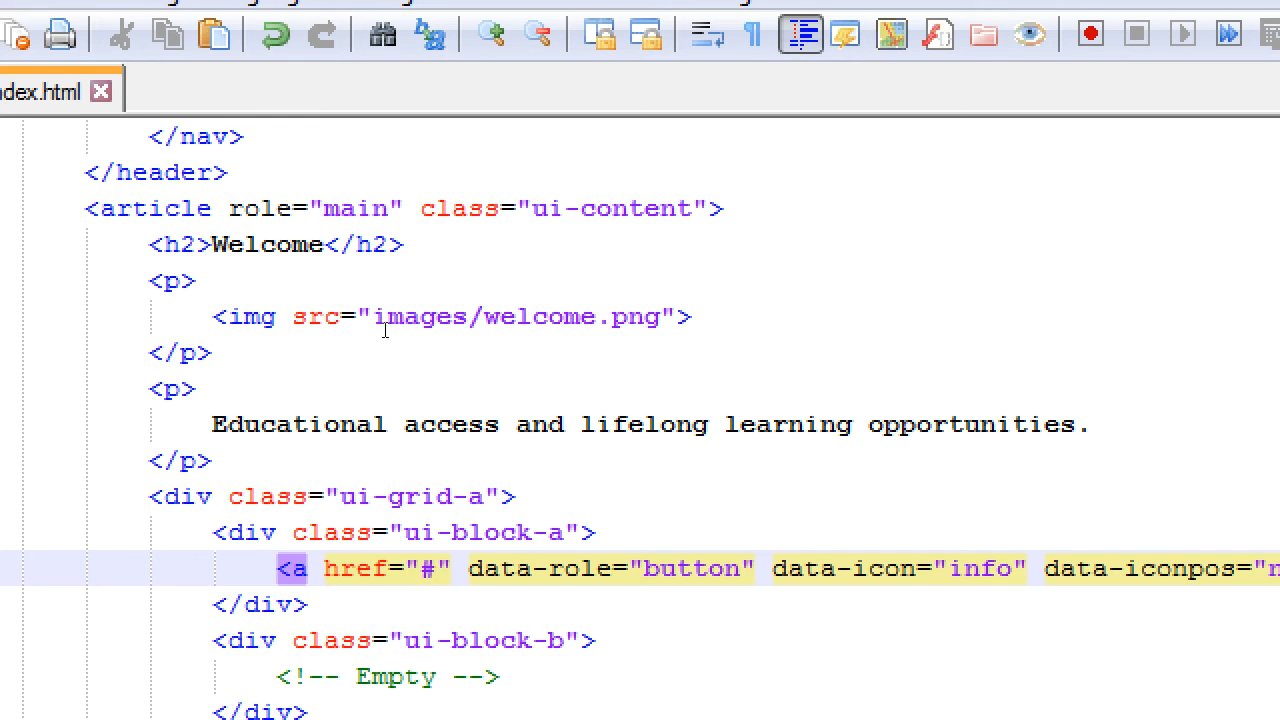 ndex.html
</nav>
</header>
<article role="main" class="ui-content">
<h2>Welcome</h2>
<p>
<img src="images/welcome.png">
</p>
<p>
Educational access and lifelong learning opportunities.
</p>
<div class="ui-grid-a">
<div class="ui-block-a">
<a href="#" data-role="button" data-icon="info" data-iconpos="n
</div>
<div class="ui-block-b">
<!-- Empty -->
</div>